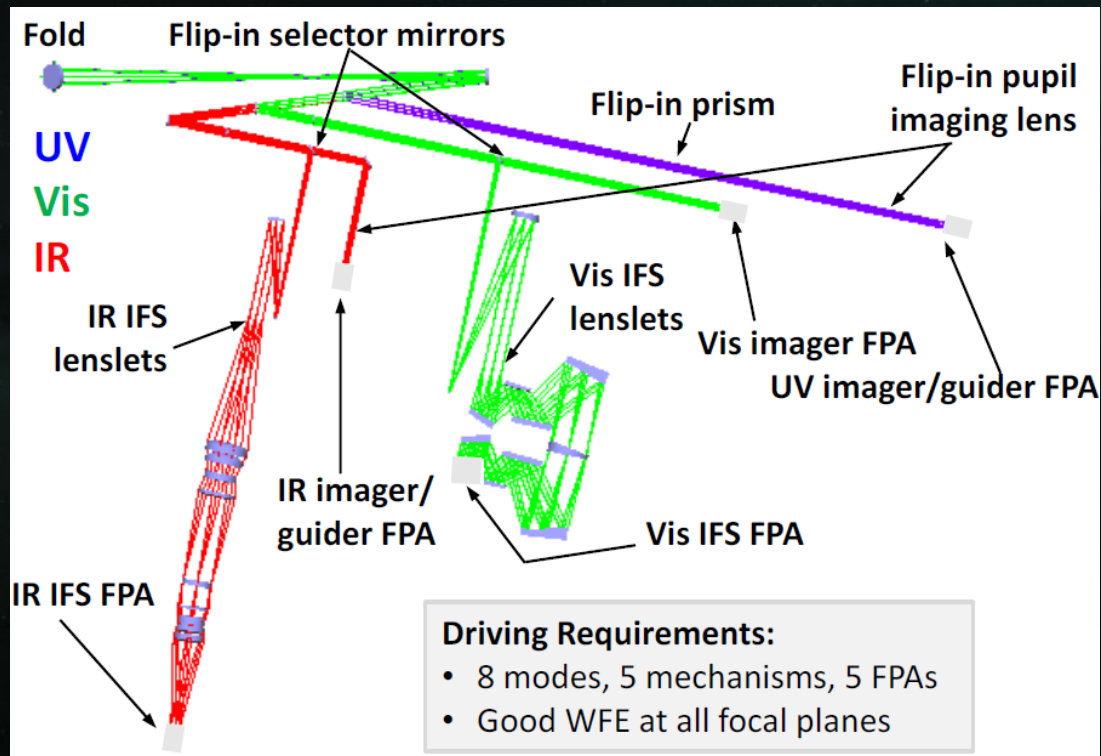 Fold
Flip-in selector mirrors
Flip-in pupil
imaging lens
Flip-in prism
UV
Vis
IR
Vis IFS
lenslets
IR IFS
lenslets
Vis imager FPA
UV imager/guider FPA
IR imager/
guider FPA
Vis IFS FPA
IR IFS FPA
Driving Requirements:
• 8 modes, 5 mechanisms, 5 FPAs
• Good WFE at all focal planes